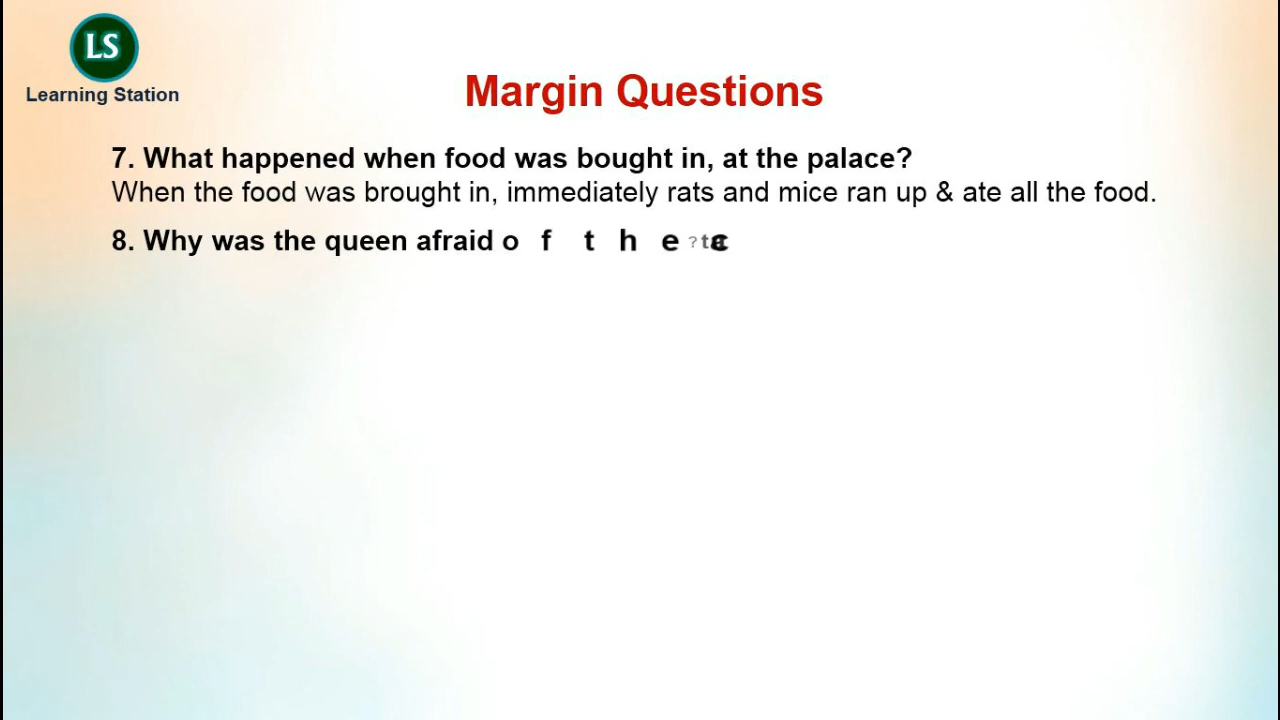 LS
Learning Station
Margin Questions
7. What happened when food was bought in, at the palace?
When the food was brought in, immediately rats and mice ran up & ate all the food.
8. Why was the queen afraid of the